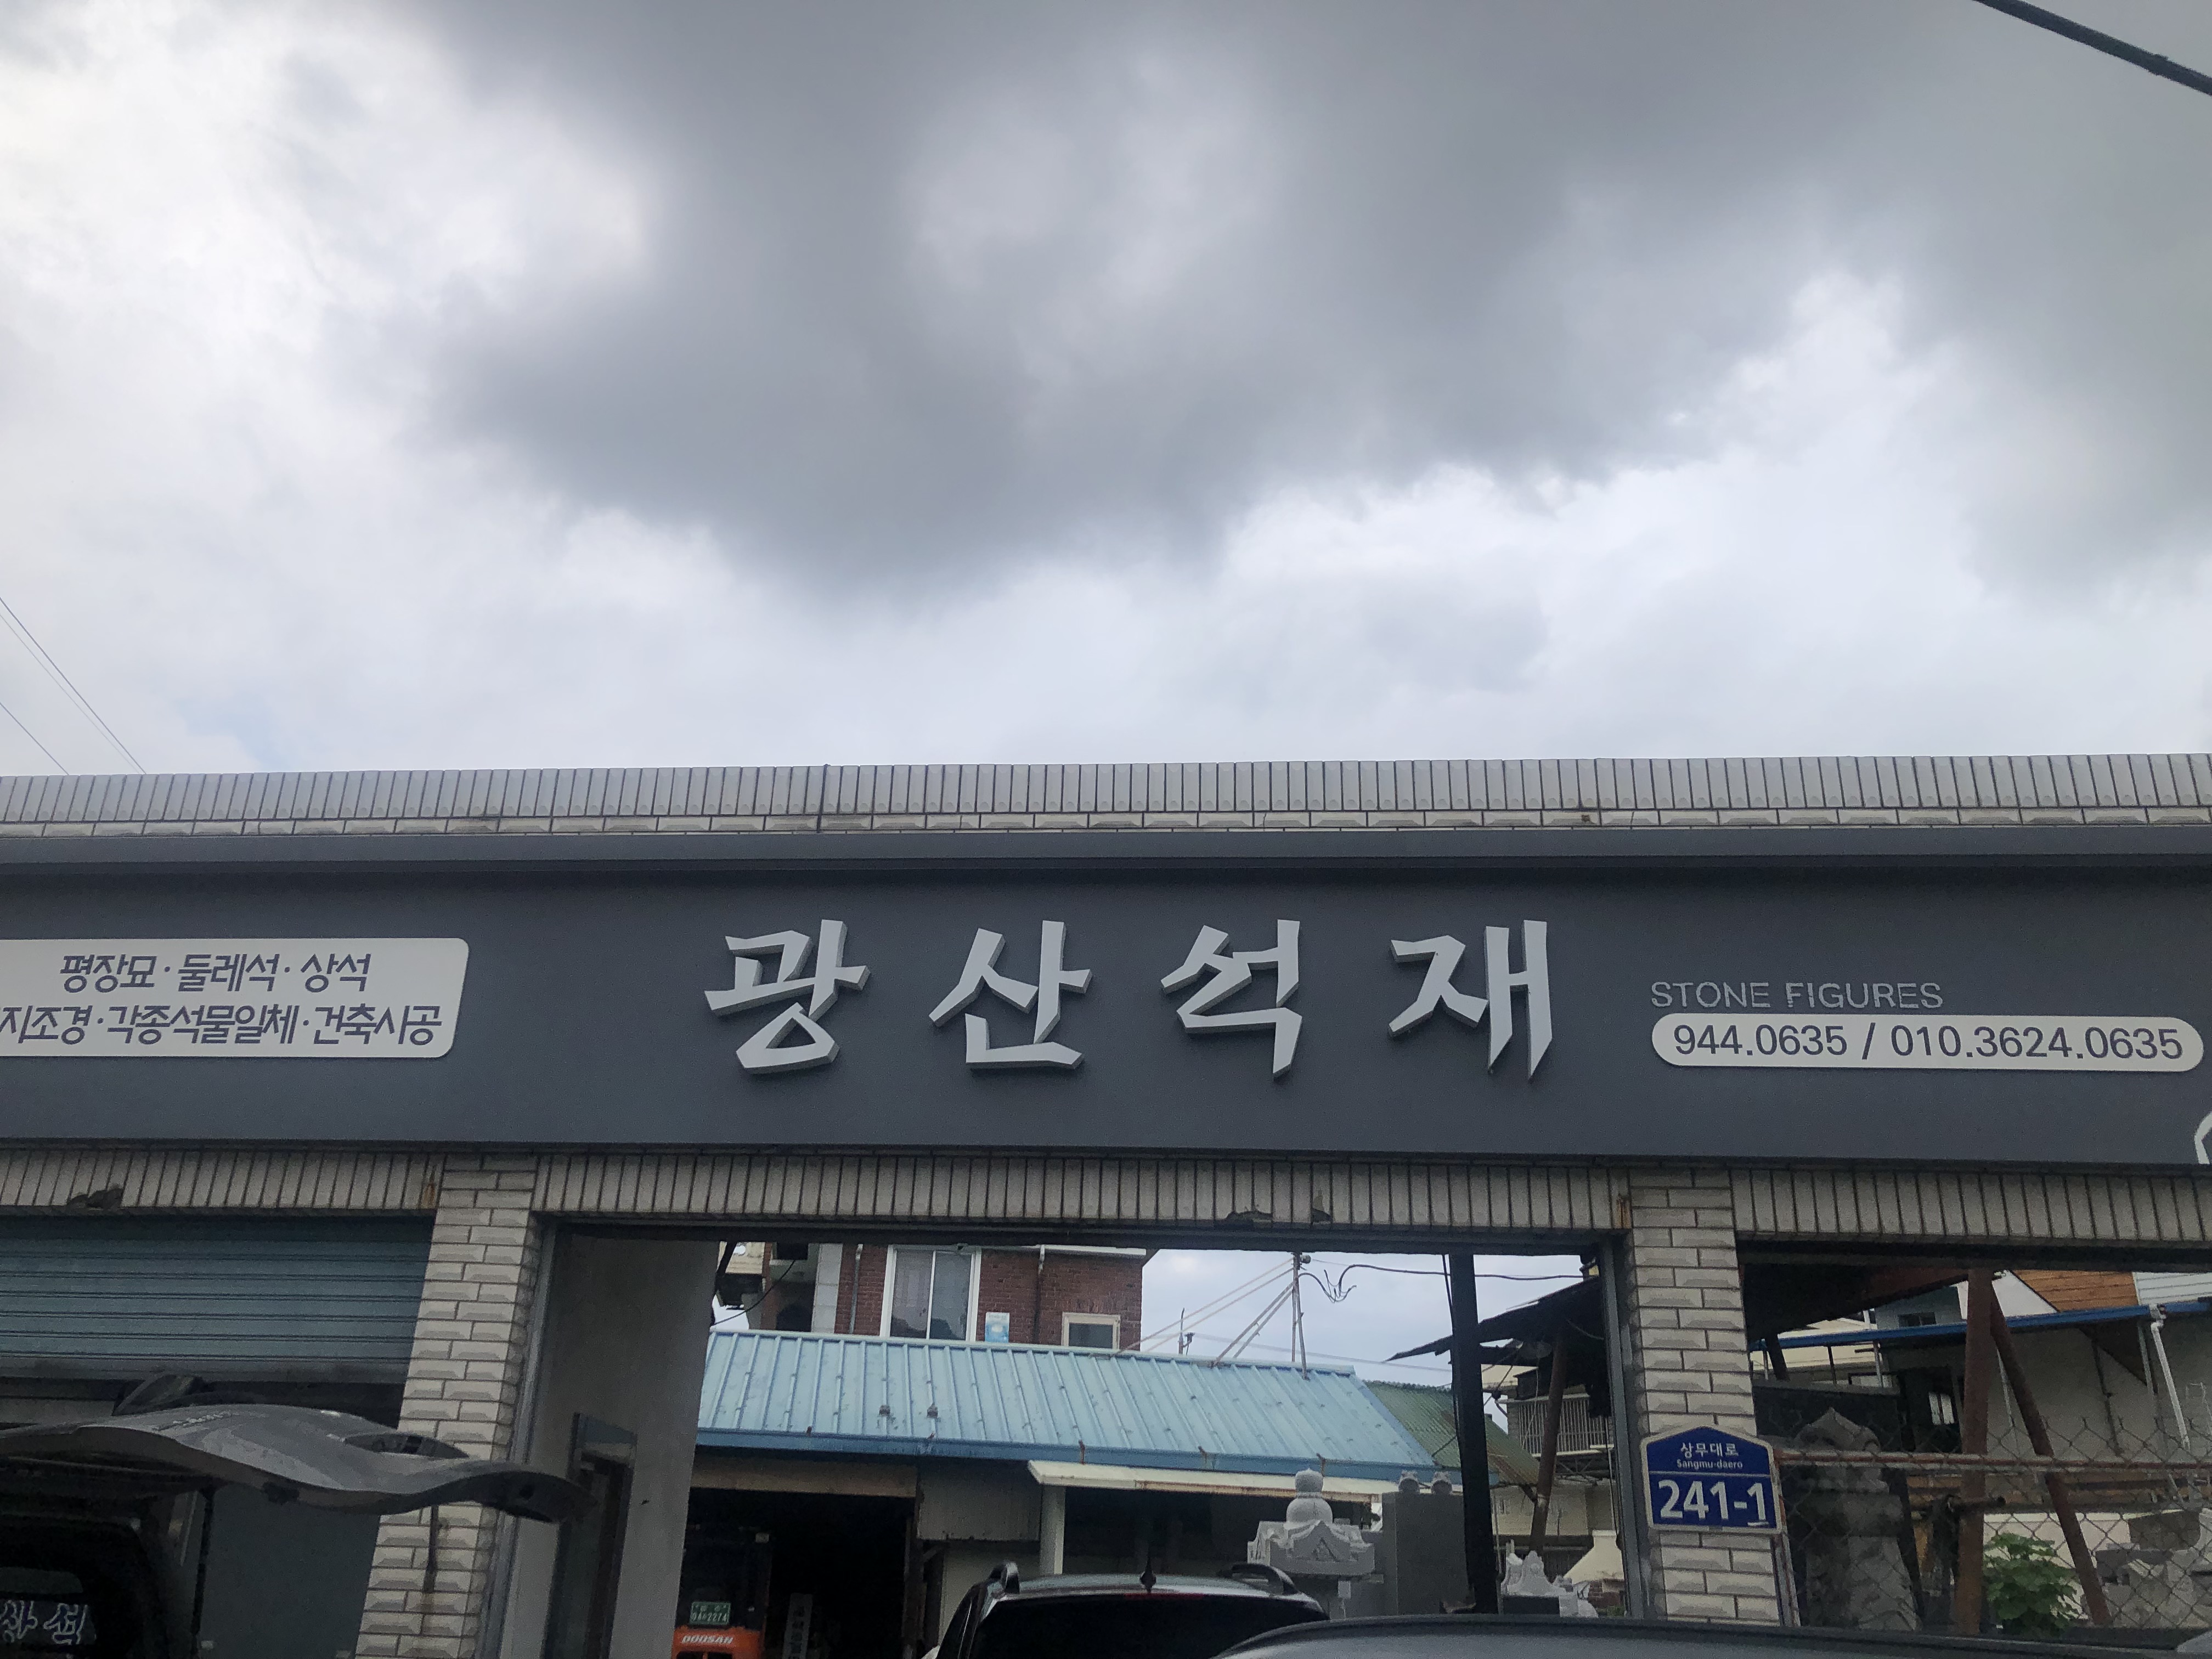 평장묘·둘레석·상석
지조경·각종석물일체·건축시공
광산석재
STONE FIGURES
944.0635 / 010.3624.0635
상무대로
Sangmu-daero
241-1
DOOSAN